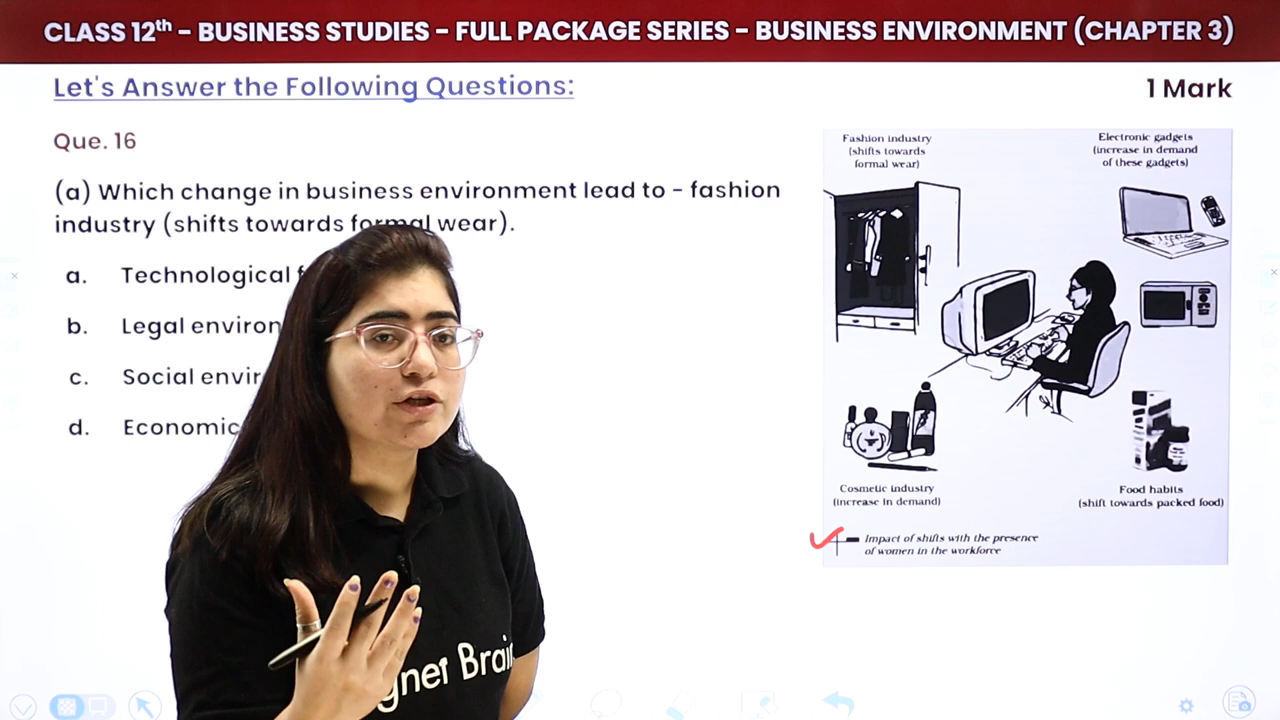 CLASS 12th – BUSINESS STUDIES – FULL PACKAGE SERIES – BUSINESS ENVIRONMENT (CHAPTER 3)
Let's Answer the Following Questions:
1 Mark
Que. 16
(a) Which change in business environment lead to - fashion
industry (shifts towards formal wear).
a. Technological
b. Legal
c. Social
d. Economic
Fashion industry
(shifts towards
formal wear)
Electronic gadgets
(increase in demand
of these gadgets)
Cosmetic industry
(increase in demand)
Food habits
(shift towards packed food)
Impact of shifts with the presence
of women in the workforce